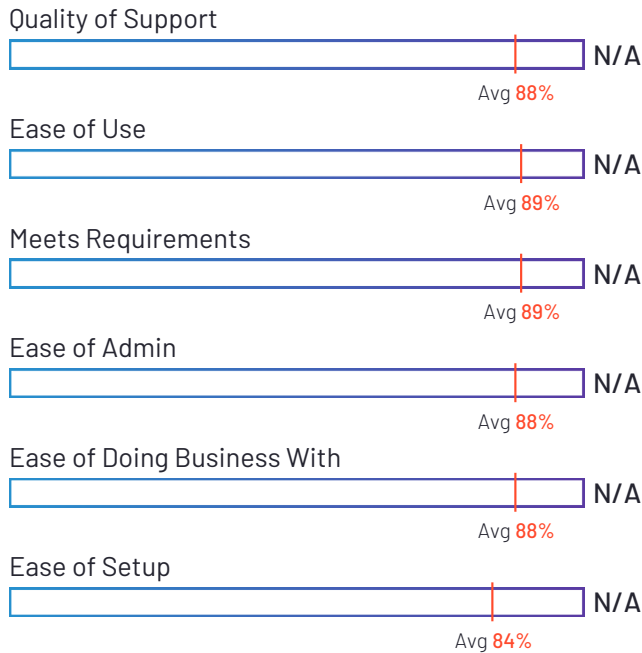 Quality of Support
N/A
Avg 88%
Ease of Use
N/A
Avg 89%
Meets Requirements
N/A
Avg 89%
Ease of Admin
N/A
Avg 88%
Ease of Doing Business With
N/A
Avg 88%
Ease of Setup
N/A
Avg 84%